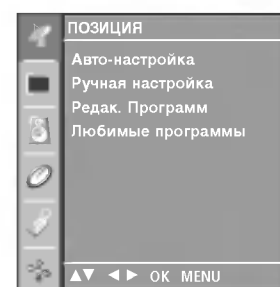 ПОЗИЦИЯ
Авто-настройка
Ручная настройка
Редак. Программ
Любимые программы
▲▼ ◄► OK MENU